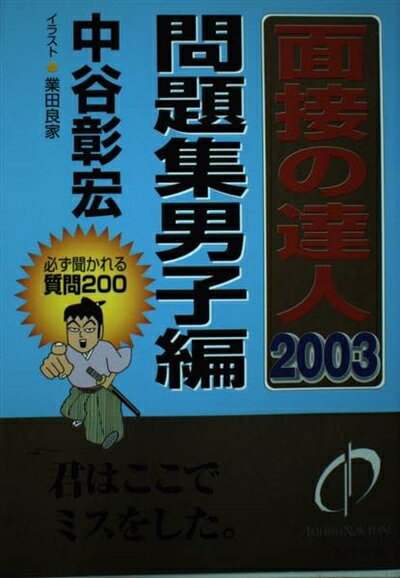 面接の達人
2003
問題集男子編
中谷彰宏
イラスト●業田良家
必ず聞かれる
質問200
君はここで
ミスをした。
AKIHIRO NAKATANI